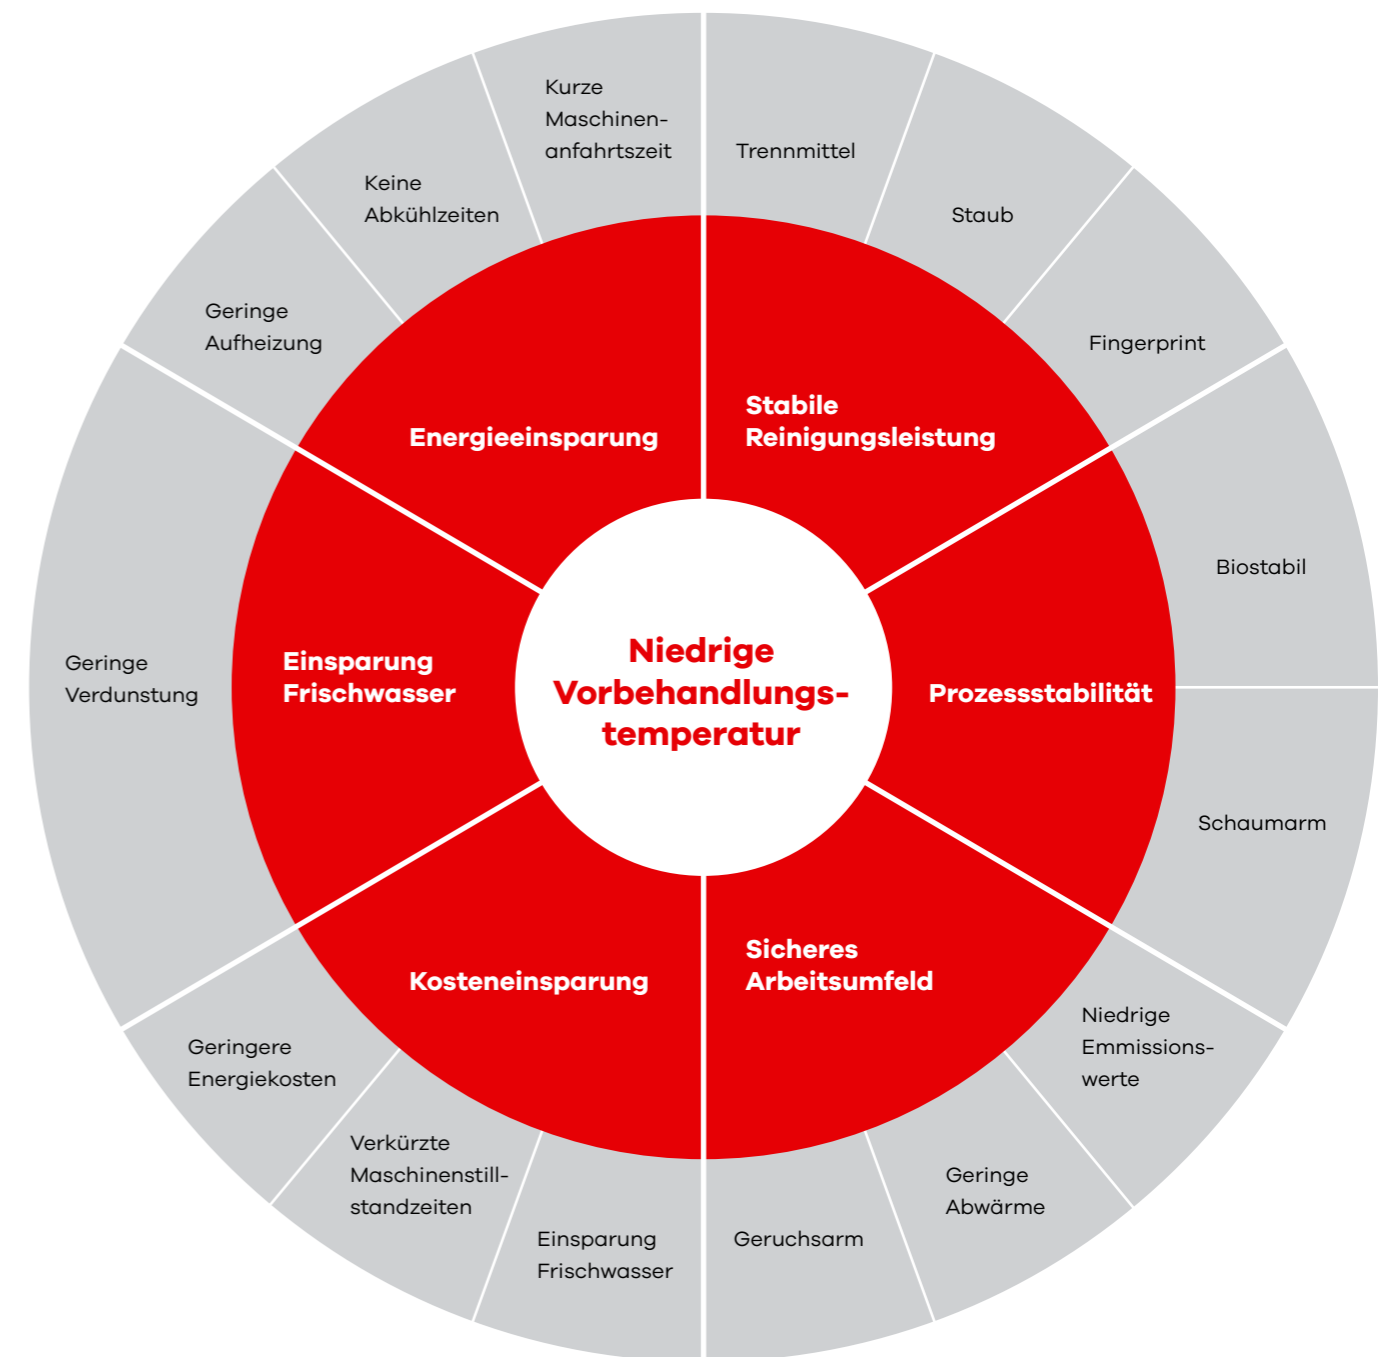 Kurze
Maschinen-
anfahrtszeit
Trennmittel
Keine
Abkühlzeiten
Staub
Geringe
Aufheizung
Fingerprint
Energieeinsparung
Stabile
Reinigungsleistung
Biostabil
Geringe
Verdunstung
Einsparung
Frischwasser
Niedrige
Vorbehandlungs-
temperatur
Prozessstabilität
Schaumarm
Kosteneinsparung
Sicheres
Arbeitsumfeld
Niedrige
Emmissions-
werte
Geringere
Energiekosten
Verkürzte
Maschinenstill-
standzeiten
Geringe
Abwärme
Einsparung
Frischwasser
Geruchsarm